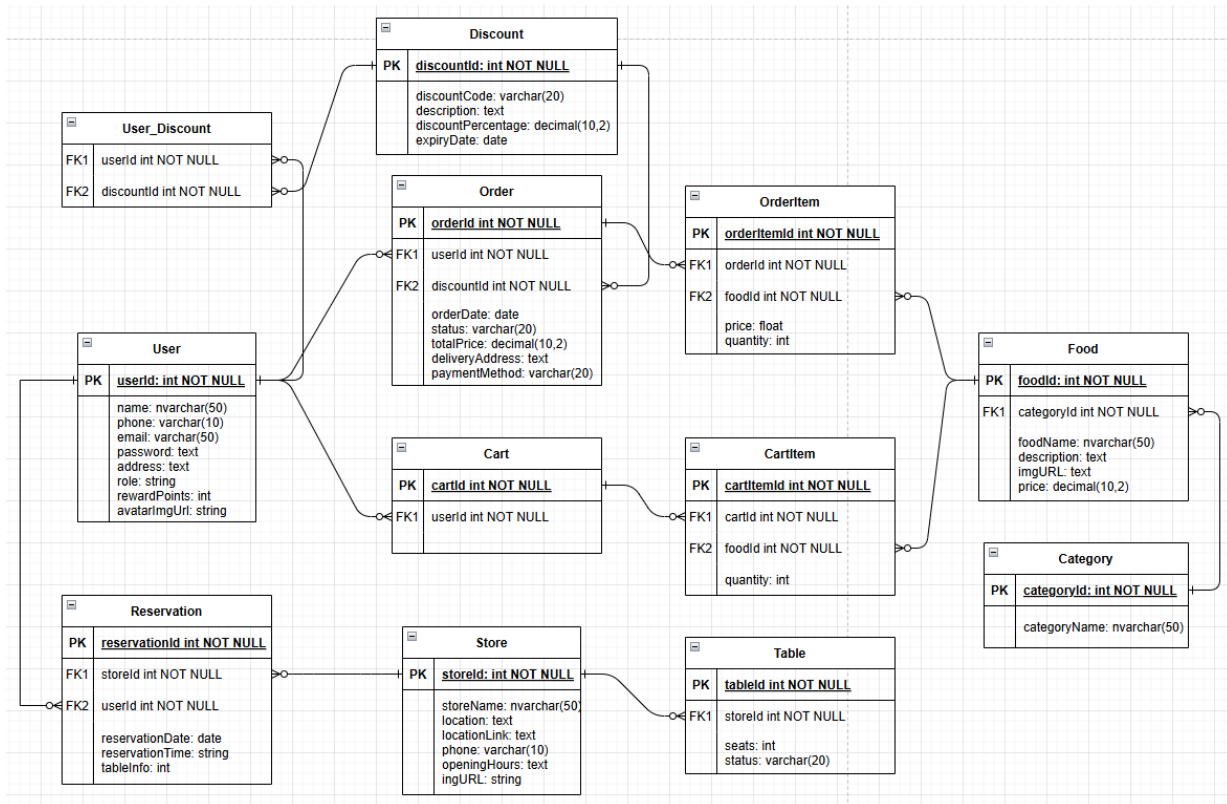 Discount
PK discountId: int NOT NULL
discountCode: varchar(20)
description: text
discountPercentage: decimal(10,2)
expiryDate: date
User_Discount
FK1 userId int NOT NULL
FK2 discountId int NOT NULL
Order
PK orderId int NOT NULL
FK1 userId int NOT NULL
FK2 discountId int NOT NULL
orderDate: date
status: varchar(20)
totalPrice: decimal(10,2)
deliveryAddress: text
paymentMethod: varchar(20)
OrderItem
PK orderItemId int NOT NULL
FK1 orderId int NOT NULL
FK2 foodId int NOT NULL
price: float
quantity: int
User
PK userId: int NOT NULL
name: nvarchar(50)
phone: varchar(10)
email: varchar(50)
password: text
address: text
role: string
rewardPoints: int
avatarImgUrl: string
Food
PK foodId: int NOT NULL
FK1 categoryId int NOT NULL
foodName: nvarchar(50)
description: text
imgURL: text
price: decimal(10,2)
Cart
PK cartId int NOT NULL
FK1 userId int NOT NULL
CartItem
PK cartItemId int NOT NULL
FK1 cartId int NOT NULL
FK2 foodId int NOT NULL
quantity: int
Category
PK categoryId: int NOT NULL
categoryName: nvarchar(50)
Reservation
PK reservationId int NOT NULL
FK1 storeId int NOT NULL
FK2 userId int NOT NULL
reservationDate: date
reservationTime: string
tableInfo: int
Store
PK storeId: int NOT NULL
storeName: nvarchar(50)
location: text
locationLink: text
phone: varchar(10)
openingHours: text
ingURL: string
Table
PK tableId int NOT NULL
FK1 storeId int NOT NULL
seats: int
status: varchar(20)